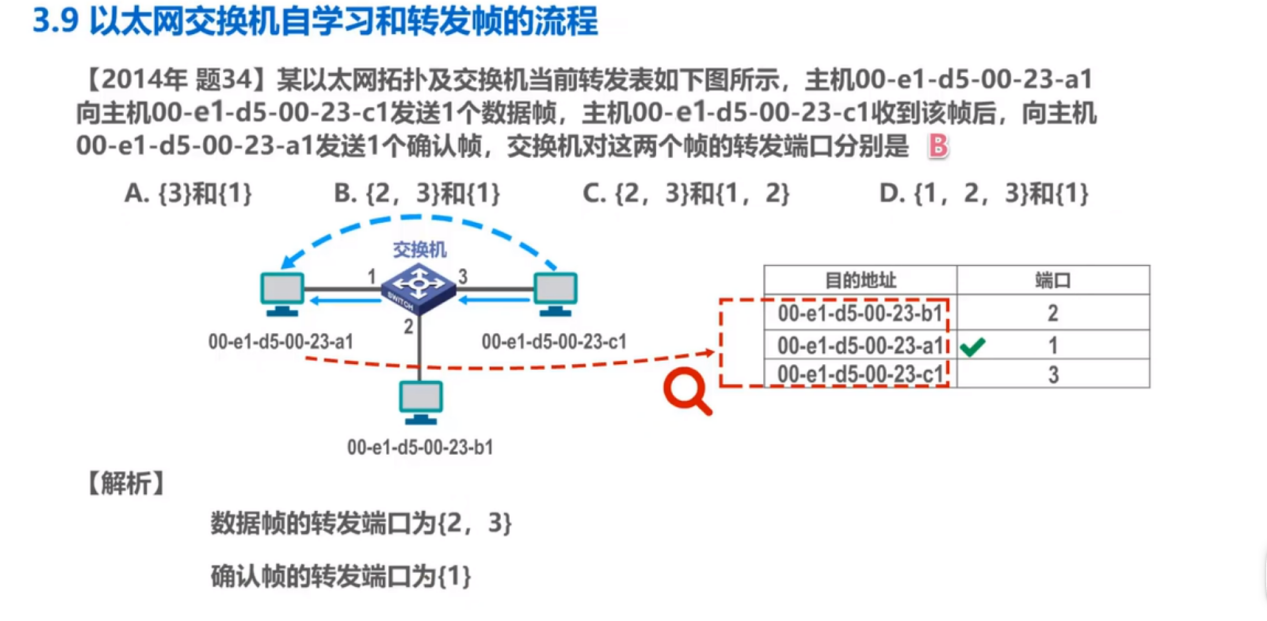 3.9 以太网交换机自学习和转发帧的流程
【2014年 题34】某以太网拓扑及交换机当前转发表如下图所示，主机00-e1-d5-00-23-a1
向主机00-e1-d5-00-23-c1发送1个数据帧，主机00-e1-d5-00-23-c1收到该帧后，向主机
00-e1-d5-00-23-a1发送1个确认帧，交换机对这两个帧的转发端口分别是 B
A. {3}和{1} B. {2，3}和{1} C. {2，3}和{1，2} D. {1，2，3}和{1}
交换机
1 3
SWITCH
2
00-e1-d5-00-23-a1 00-e1-d5-00-23-c1
00-e1-d5-00-23-b1
目的地址 端口
00-e1-d5-00-23-b1 2
00-e1-d5-00-23-a1 1
00-e1-d5-00-23-c1 3
【解析】
数据帧的转发端口为{2，3}
确认帧的转发端口为{1}